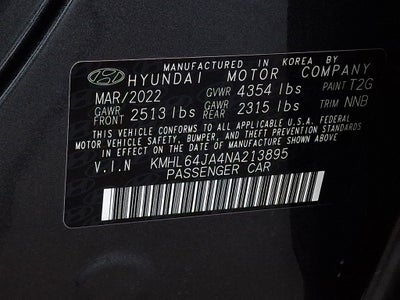 MANUFACTURED IN KOREA BY
HYUNDAI MOTOR COMPANY
MAR/2022 GVWR 4354 lbs PAINT T2G
GAWR FRONT 2513 lbs GAWR REAR 2315 lbs TRIM NNB
THIS VEHICLE CONFORMS TO ALL APPLICABLE U.S.A. FEDERAL
MOTOR VEHICLE SAFETY, BUMPER, AND THEFT PREVENTION STANDARDS
IN EFFECT ON THE DATE OF MANUFACTURE SHOWN ABOVE.
V.I.N KMHL64JA4NA213895
PASSENGER CAR